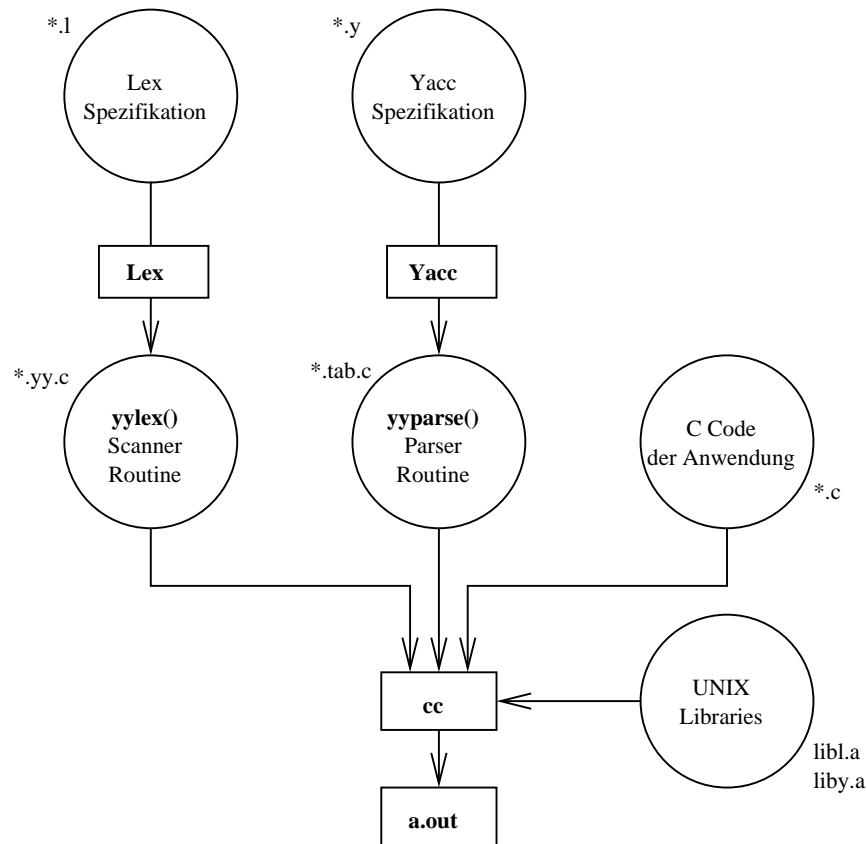 *.l
Lex
Spezifikation
*.y
Yacc
Spezifikation
Lex
Yacc
*.yy.c
yylex()
Scanner
Routine
*.tab.c
yyparse()
Parser
Routine
C Code
der Anwendung
*.c
cc
UNIX
Libraries
libl.a
liby.a
a.out